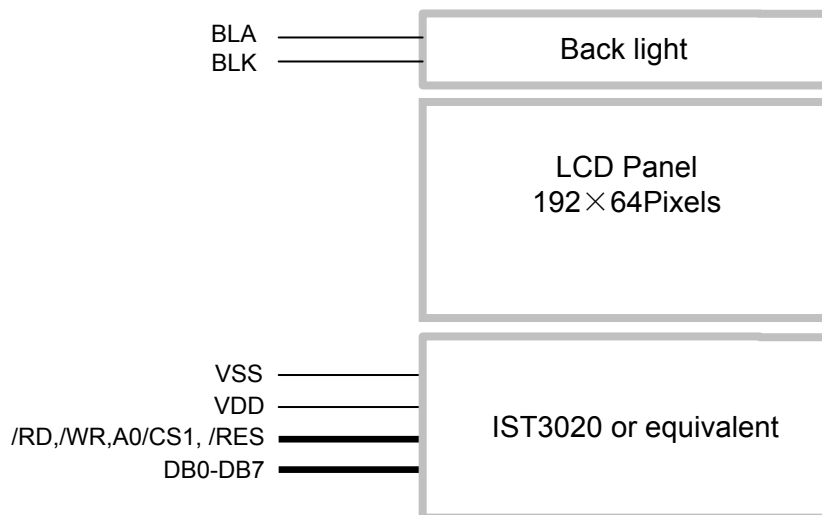 BLA
BLK
Back light
LCD Panel
192×64Pixels
VSS
VDD
/RD,/WR,A0/CS1, /RES
DB0-DB7
IST3020 or equivalent